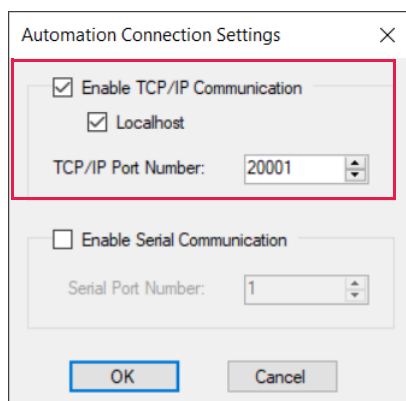 Automation Connection Settings
Enable TCP/IP Communication
Localhost
TCP/IP Port Number: 20001
Enable Serial Communication
Serial Port Number: 1
OK Cancel